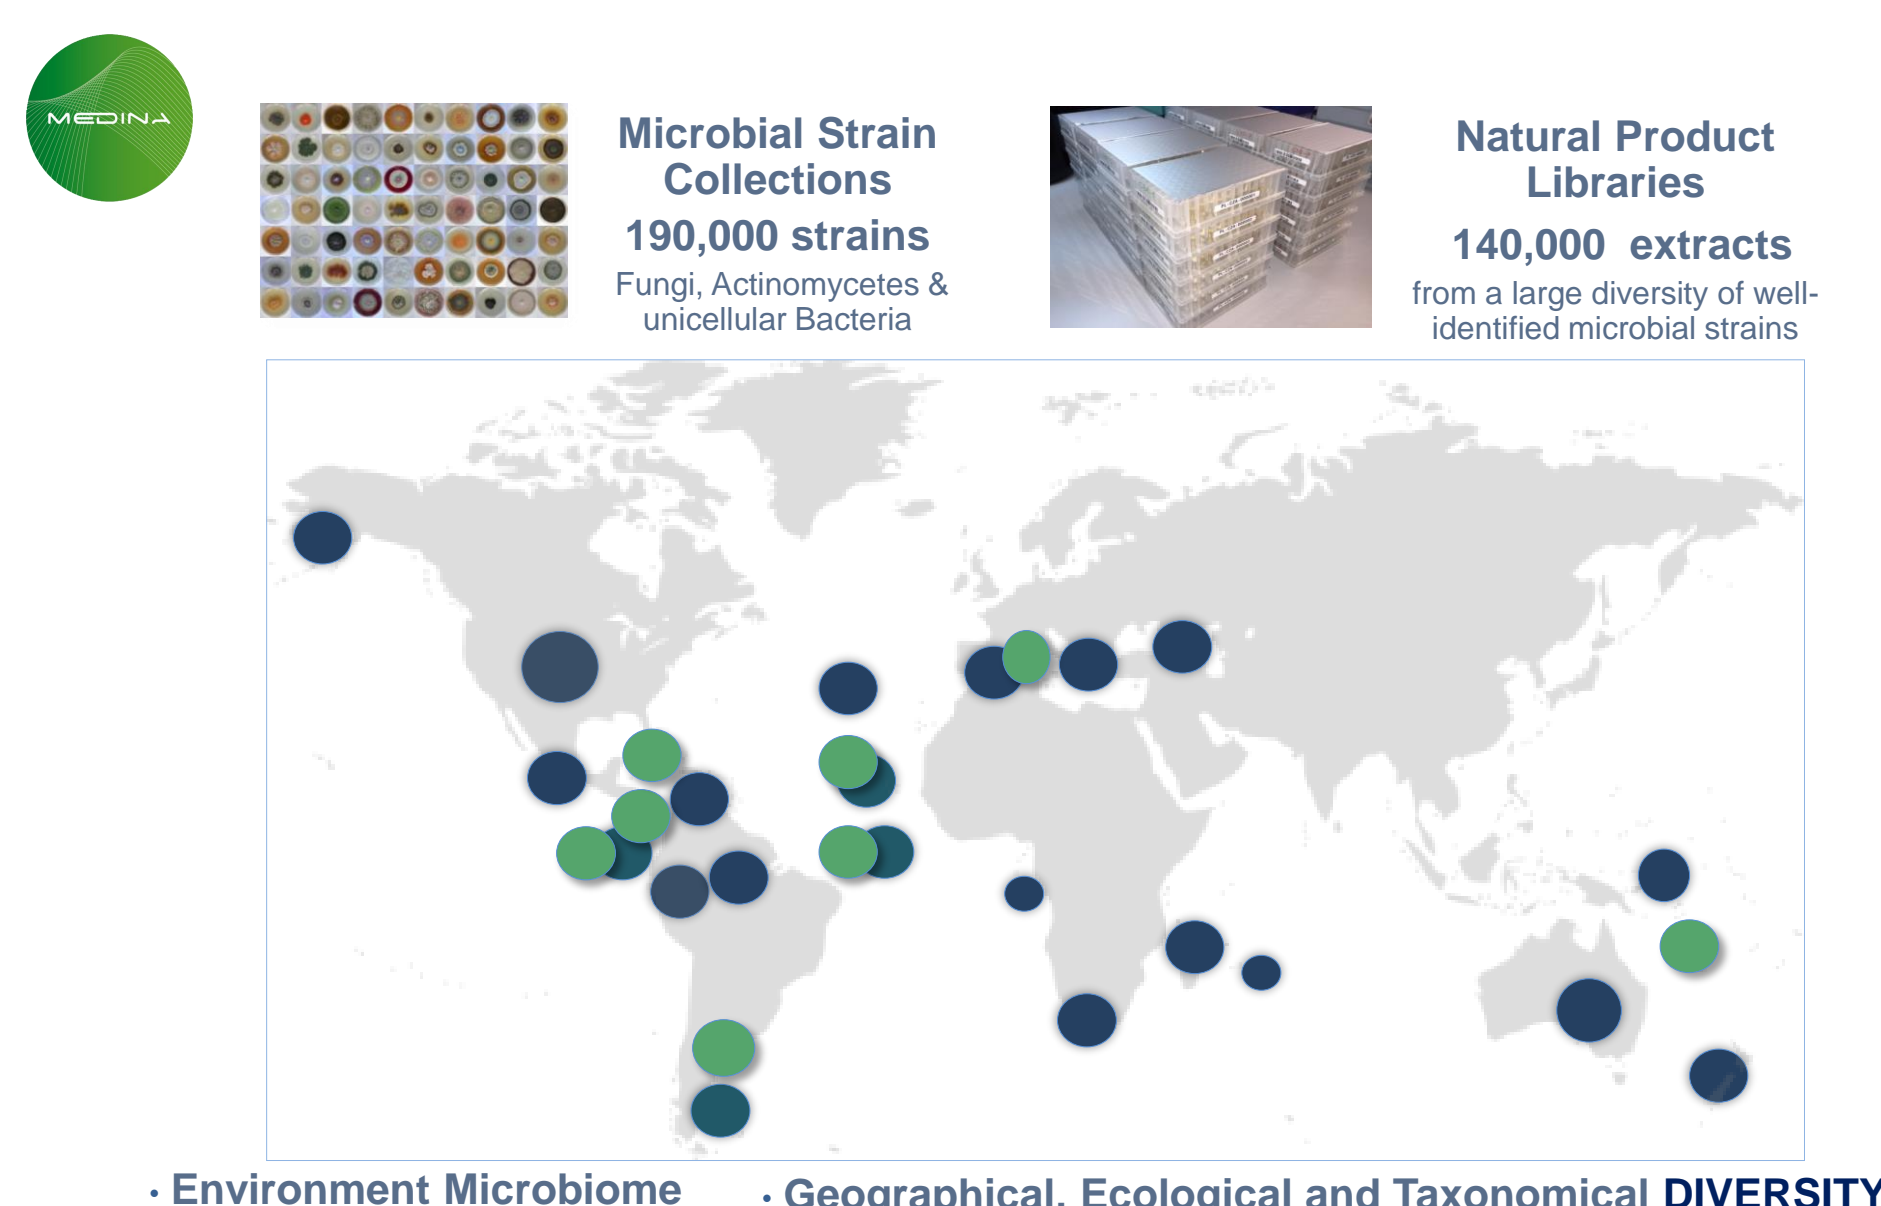 MEDINA
Microbial Strain
Collections
190,000 strains
Fungi, Actinomycetes &
unicellular Bacteria
Natural Product
Libraries
140,000 extracts
from a large diversity of well-
identified microbial strains
• Environment Microbiome
• Geographical, Ecological and Taxonomical DIVERSITY